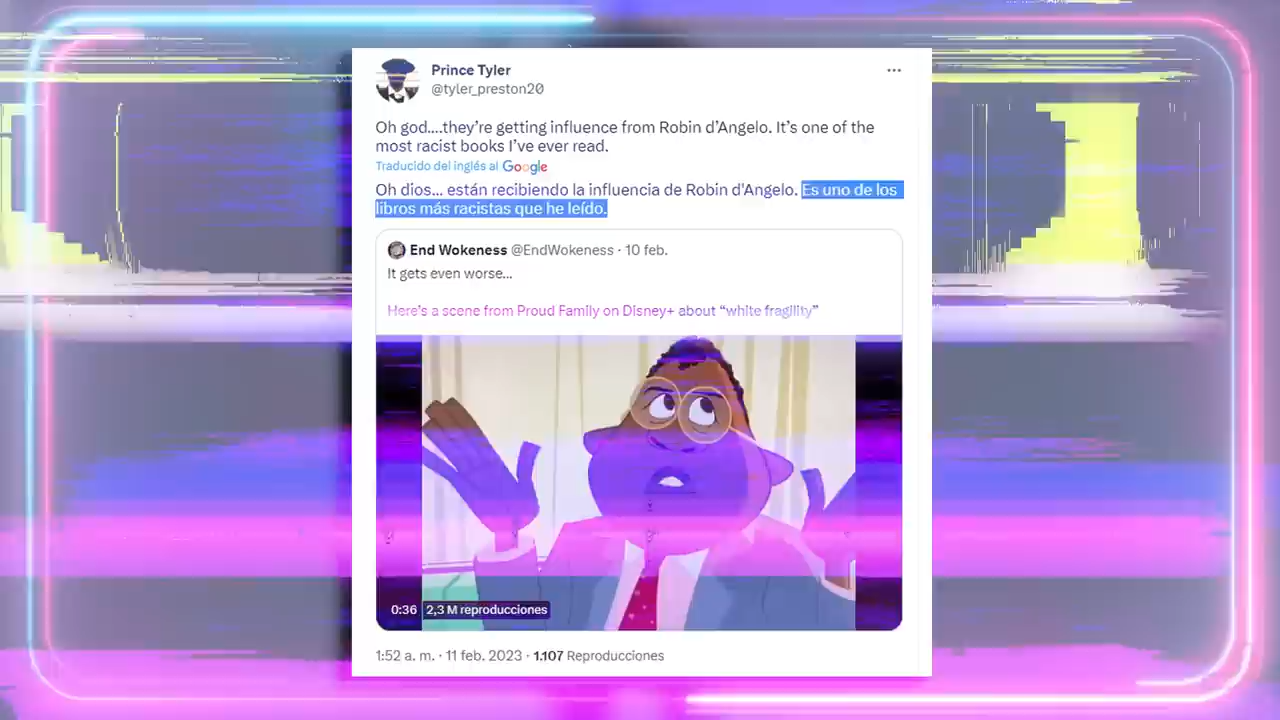 Prince Tyler
@tyler_preston20
Oh god....they're getting influence from Robin d'Angelo. It's one of the
most racist books I've ever read.
Traducido del inglés al Google
Oh dios... están recibiendo la influencia de Robin d'Angelo. Es uno de los
libros más racistas que he leído.
End Wokeness @EndWokeness · 10 feb.
It gets even worse...
Here's a scene from Proud Family on Disney+ about “white fragility”
0:36 2,3 M reproducciones
1:52 a. m. · 11 feb. 2023 · 1.107 Reproducciones